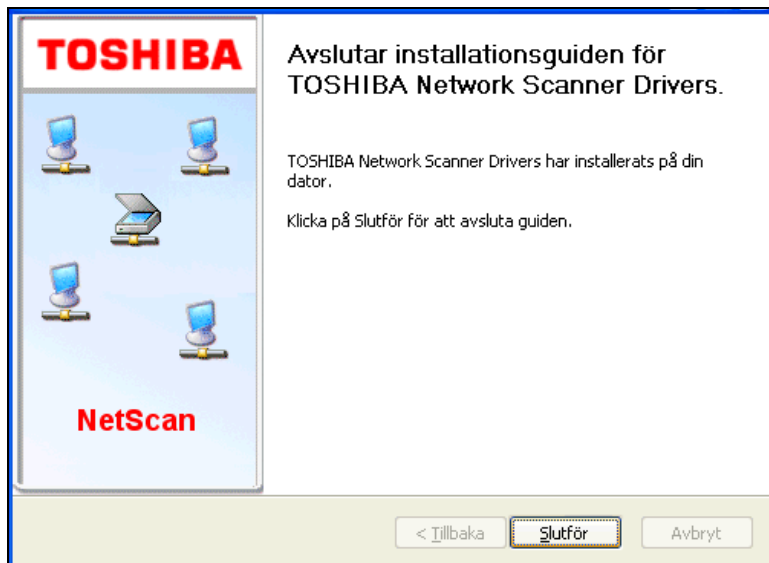 TOSHIBA
NetScan
Avslutar installationsguiden för
TOSHIBA Network Scanner Drivers.
TOSHIBA Network Scanner Drivers har installerats på din
dator.
Klicka på Slutför för att avsluta guiden.
< Tillbaka
Slutför
Avbryt